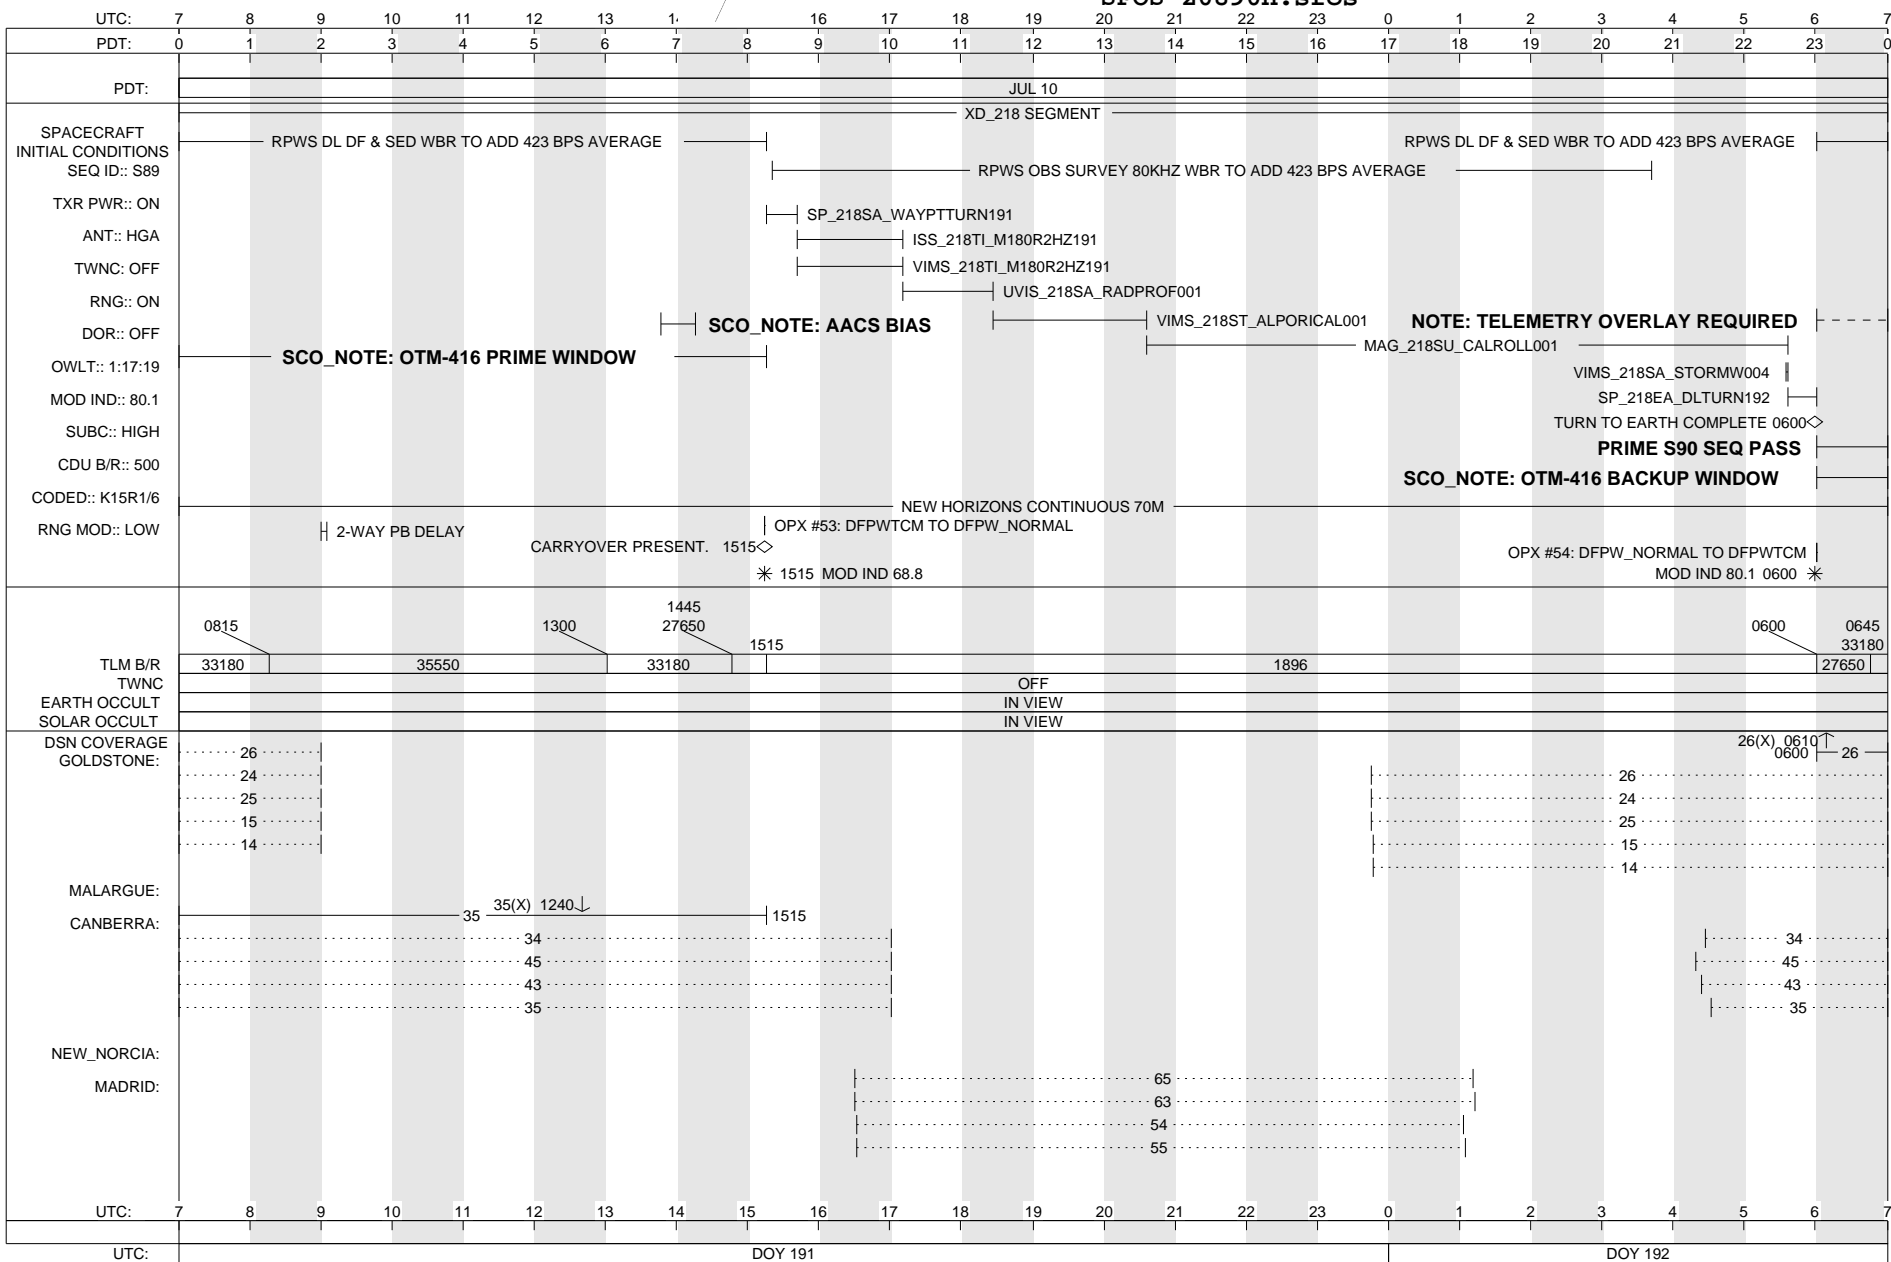 UTC: 7 8 9 10 11 12 13 16 17 18 19 20 21 22 23 0 1 2 3 4 5 6 7
PDT: 0 1 2 3 4 5 6 7 8 9 10 11 12 13 14 15 16 17 18 19 20 21 22 23 0
PDT: JUL 10
XD_218 SEGMENT
SPACECRAFT
INITIAL CONDITIONS
RPWS DL DF & SED WBR TO ADD 423 BPS AVERAGE RPWS DL DF & SED WBR TO ADD 423 BPS AVERAGE
SEQ ID:: S89 RPWS OBS SURVEY 80KHZ WBR TO ADD 423 BPS AVERAGE
TXR PWR:: ON SP_218SA_WAYPTTURN191
ANT:: HGA ISS_218TI_M180R2HZ191
TWNC: OFF VIMS_218TI_M180R2HZ191
RNG:: ON UVIS_218SA_RADPROF001
DOR:: OFF SCO_NOTE: AACS BIAS VIMS_218ST_ALPORICAL001 NOTE: TELEMETRY OVERLAY REQUIRED
MAG_218SU_CALROLL001
SCO_NOTE: OTM-416 PRIME WINDOW
OWLT:: 1:17:19 VIMS_218SA_STORMW004
MOD IND:: 80.1 SP_218EA_DLTURN192
TURN TO EARTH COMPLETE 0600
SUBC:: HIGH PRIME S90 SEQ PASS
CDU B/R:: 500 SCO_NOTE: OTM-416 BACKUP WINDOW
CODED:: K15R1/6 NEW HORIZONS CONTINUOUS 70M
RNG MOD:: LOW 2-WAY PB DELAY OPX #53: DFPWTCM TO DFPW_NORMAL
CARRYOVER PRESENT. 1515 OPX #54: DFPW_NORMAL TO DFPWTCM
1515 MOD IND 68.8 MOD IND 80.1 0600
1445
0815 1300 27650 0600 0645
1515 33180
TLM B/R 33180 35550 33180 1896 27650
TWNC OFF
EARTH OCCULT IN VIEW
SOLAR OCCULT IN VIEW
DSN COVERAGE 26(X) 0610
GOLDSTONE: 26 0600 26
24 26
25 24
15 25
14 15
14
MALARGUE:
35(X) 1240
CANBERRA: 35 1515
34 34
45 45
43 43
35 35
NEW_NORCIA:
MADRID: 65
63
54
55
UTC: 7 8 9 10 11 12 13 14 15 16 17 18 19 20 21 22 23 0 1 2 3 4 5 6 7
UTC: DOY 191 DOY 192